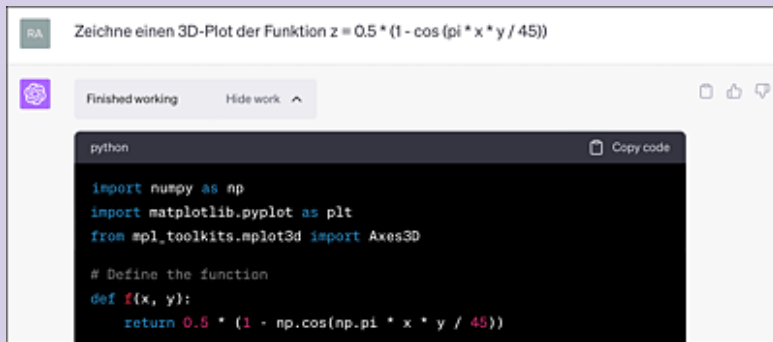 RA
Zeichne einen 3D-Plot der Funktion z = 0.5 * (1 - cos (pi * x * y / 45))
Finished working Hide work
python Copy code
import numpy as np
import matplotlib.pyplot as plt
from mpl_toolkits.mplot3d import Axes3D
# Define the function
def f(x, y):
    return 0.5 * (1 - np.cos(np.pi * x * y / 45))